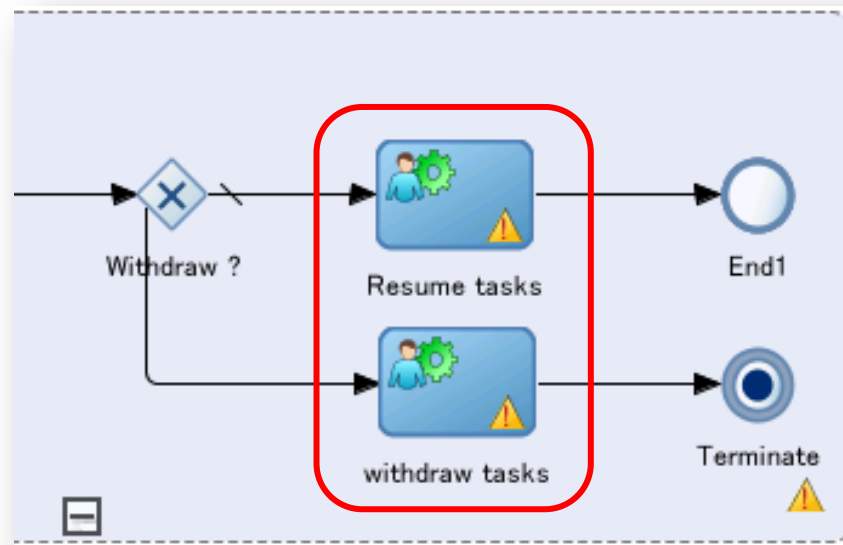 Withdraw ?
Resume tasks
End1
withdraw tasks
Terminate